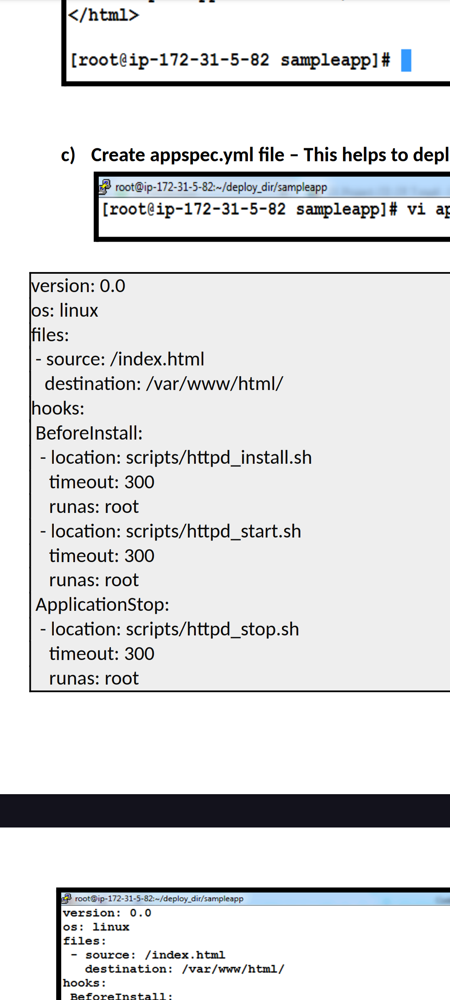 </html>
[root@ip-172-31-5-82 sampleapp]#
c) Create appspec.yml file – This helps to depl
root@ip-172-31-5-82:~/deploy_dir/sampleapp
[root@ip-172-31-5-82 sampleapp]# vi ap
version: 0.0
os: linux
files:
 - source: /index.html
   destination: /var/www/html/
hooks:
 BeforeInstall:
  - location: scripts/httpd_install.sh
    timeout: 300
    runas: root
  - location: scripts/httpd_start.sh
    timeout: 300
    runas: root
 ApplicationStop:
  - location: scripts/httpd_stop.sh
    timeout: 300
    runas: root
root@ip-172-31-5-82:~/deploy_dir/sampleapp
version: 0.0
os: linux
files:
 - source: /index.html
   destination: /var/www/html/
hooks:
 BeforeInstall: